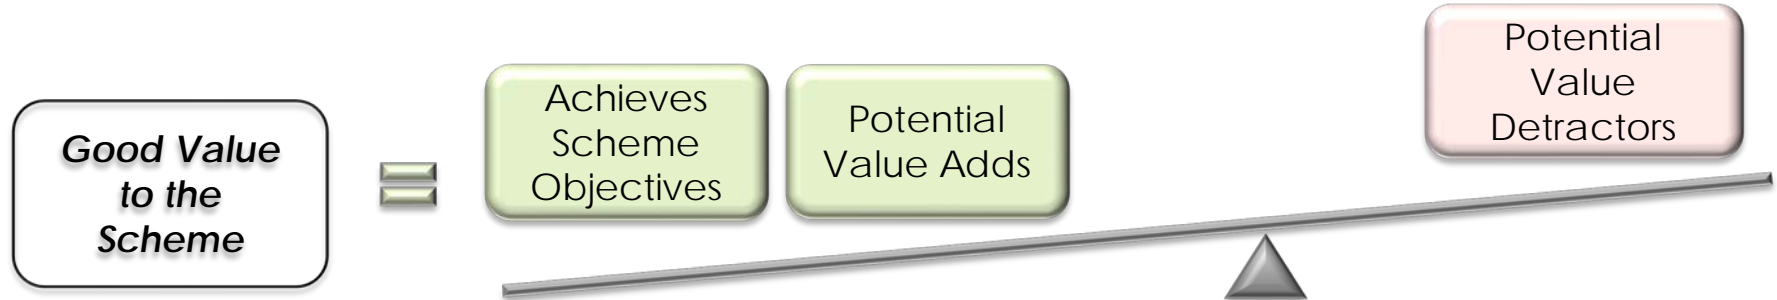 Good Value
to the
Scheme
Achieves
Scheme
Objectives
Potential
Value Adds
Potential
Value
Detractors